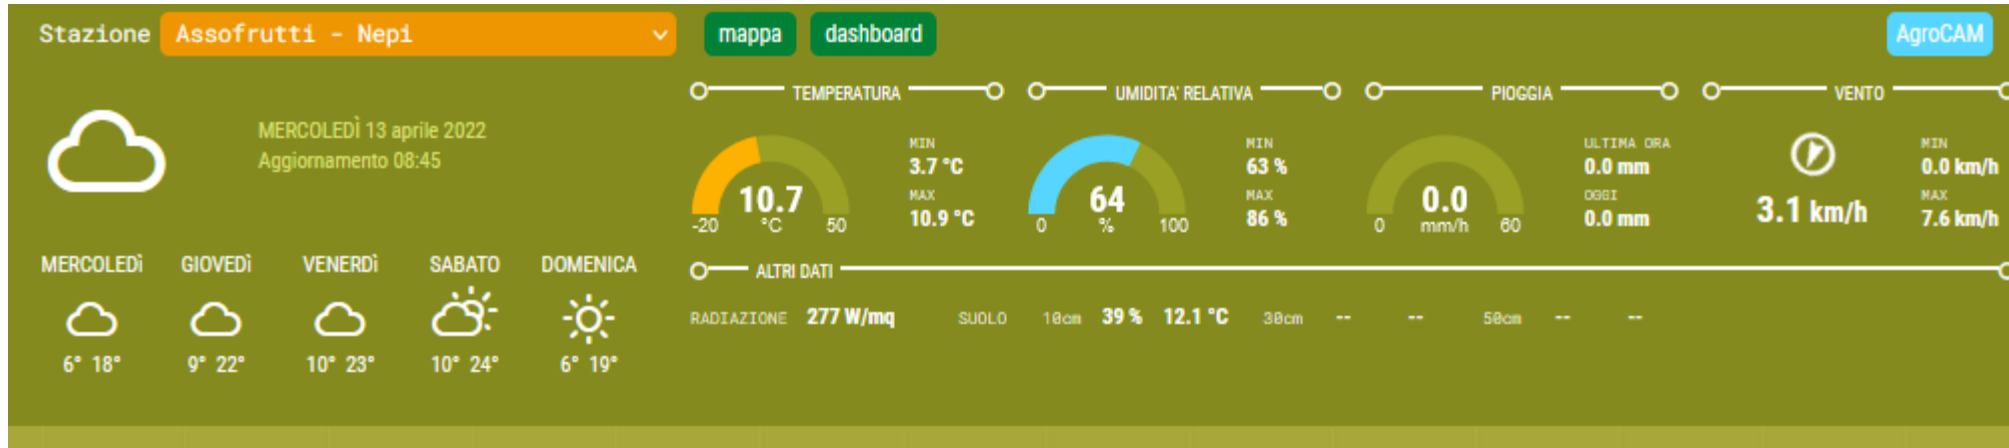 Stazione Assofrutti - Nepi mappa dashboard AgroCAM
MERCOLEDÌ 13 aprile 2022
Aggiornamento 08:45
MERCOLEDì GIOVEDì VENERDì SABATO DOMENICA
6° 18° 9° 22° 10° 23° 10° 24° 6° 19°
TEMPERATURA
10.7
°C
-20 50
MIN
3.7 °C
MAX
10.9 °C
UMIDITA' RELATIVA
64
%
0 100
MIN
63 %
MAX
86 %
PIOGGIA
0.0
mm/h
0 60
ULTIMA ORA
0.0 mm
OGGI
0.0 mm
VENTO
3.1 km/h
MIN
0.0 km/h
MAX
7.6 km/h
ALTRI DATI
RADIAZIONE 277 W/mq SUOLO 10cm 39 % 12.1 °C 30cm -- -- 50cm -- --